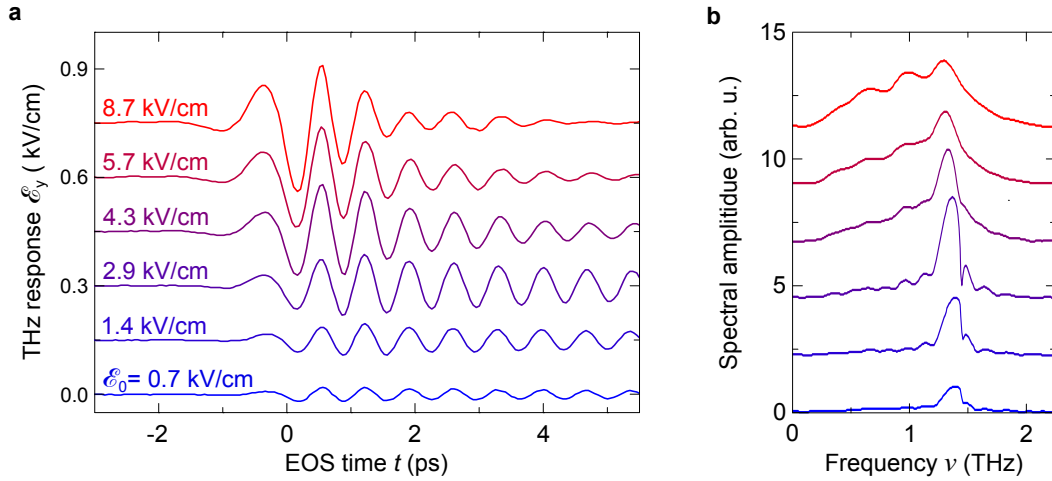 a
THz response ℰy ( kV/cm)
0.9
0.6
0.3
0.0
8.7 kV/cm
5.7 kV/cm
4.3 kV/cm
2.9 kV/cm
1.4 kV/cm
ℰ0= 0.7 kV/cm
-2
0
2
4
EOS time t (ps)
b
Spectral amplitidue (arb. u.)
15
10
5
0
0
1
2
Frequency ν (THz)